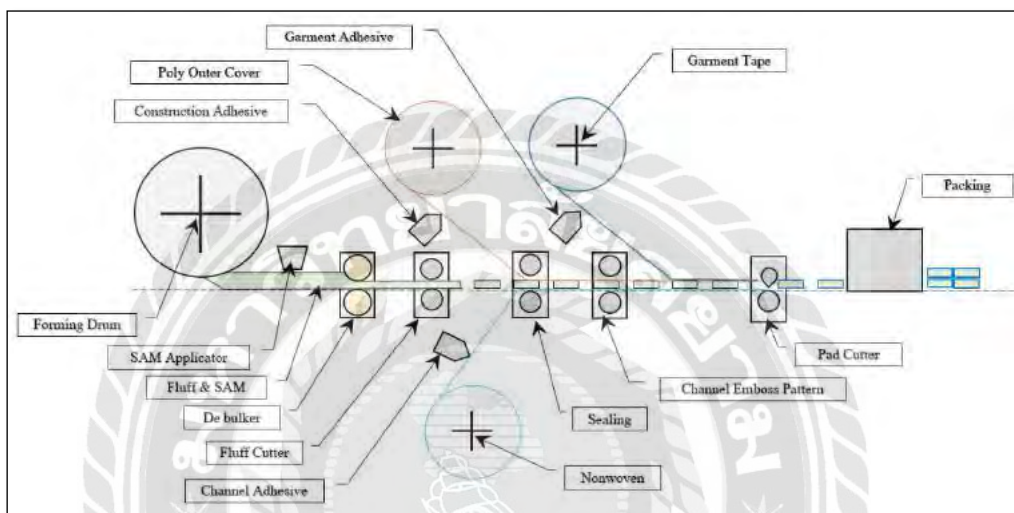 Garment Adhesive
Poly Outer Cover
Garment Tape
Construction Adhesive
Packing
Forming Drum
SAM Applicator
Pad Cutter
Fluff & SAM
Channel Emboss Pattern
De bulker
Sealing
Fluff Cutter
Nonwoven
Channel Adhesive